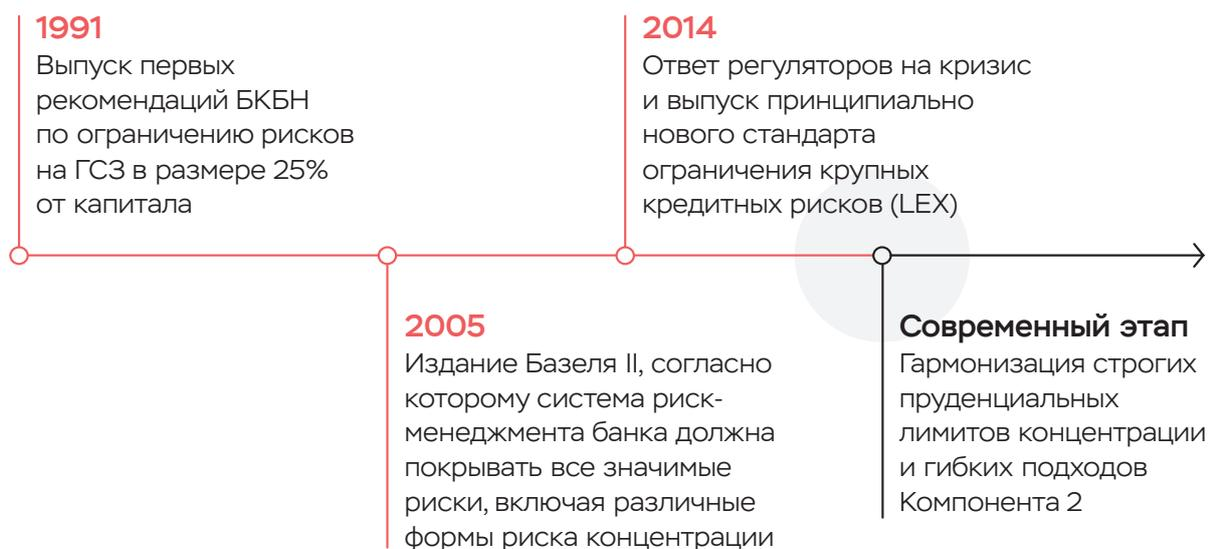 1991
Выпуск первых
рекомендаций БКБН
по ограничению рисков
на ГСЗ в размере 25%
от капитала
2014
Ответ регуляторов на кризис
и выпуск принципиально
нового стандарта
ограничения крупных
кредитных рисков (LEX)
2005
Издание Базеля II, согласно
которому система риск-
менеджмента банка должна
покрывать все значимые
риски, включая различные
формы риска концентрации
Современный этап
Гармонизация строгих
пруденциальных
лимитов концентрации
и гибких подходов
Компонента 2